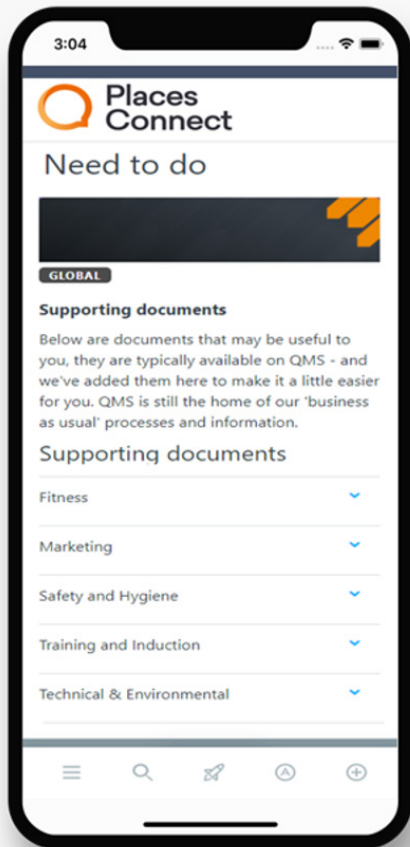 3:04
Places
Connect
Need to do
GLOBAL
Supporting documents
Below are documents that may be useful to
you, they are typically available on QMS - and
we've added them here to make it a little easier
for you. QMS is still the home of our 'business
as usual' processes and information.
Supporting documents
Fitness
Marketing
Safety and Hygiene
Training and Induction
Technical & Environmental
A